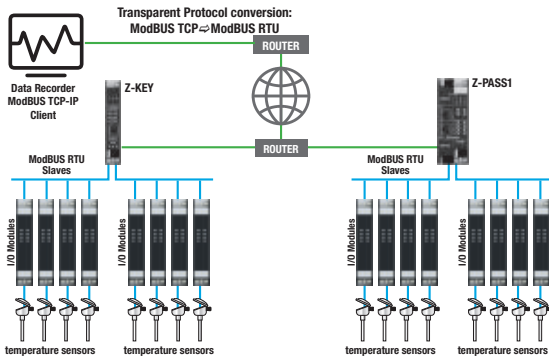 Transparent Protocol conversion:
ModBUS TCP⇨ModBUS RTU
ROUTER
Data Recorder
ModBUS TCP-IP
Client
Z-KEY
Z-PASS1
ROUTER
ModBUS RTU
Slaves
ModBUS RTU
Slaves
I/O Modules
I/O Modules
I/O Modules
I/O Modules
temperature sensors
temperature sensors
temperature sensors
temperature sensors